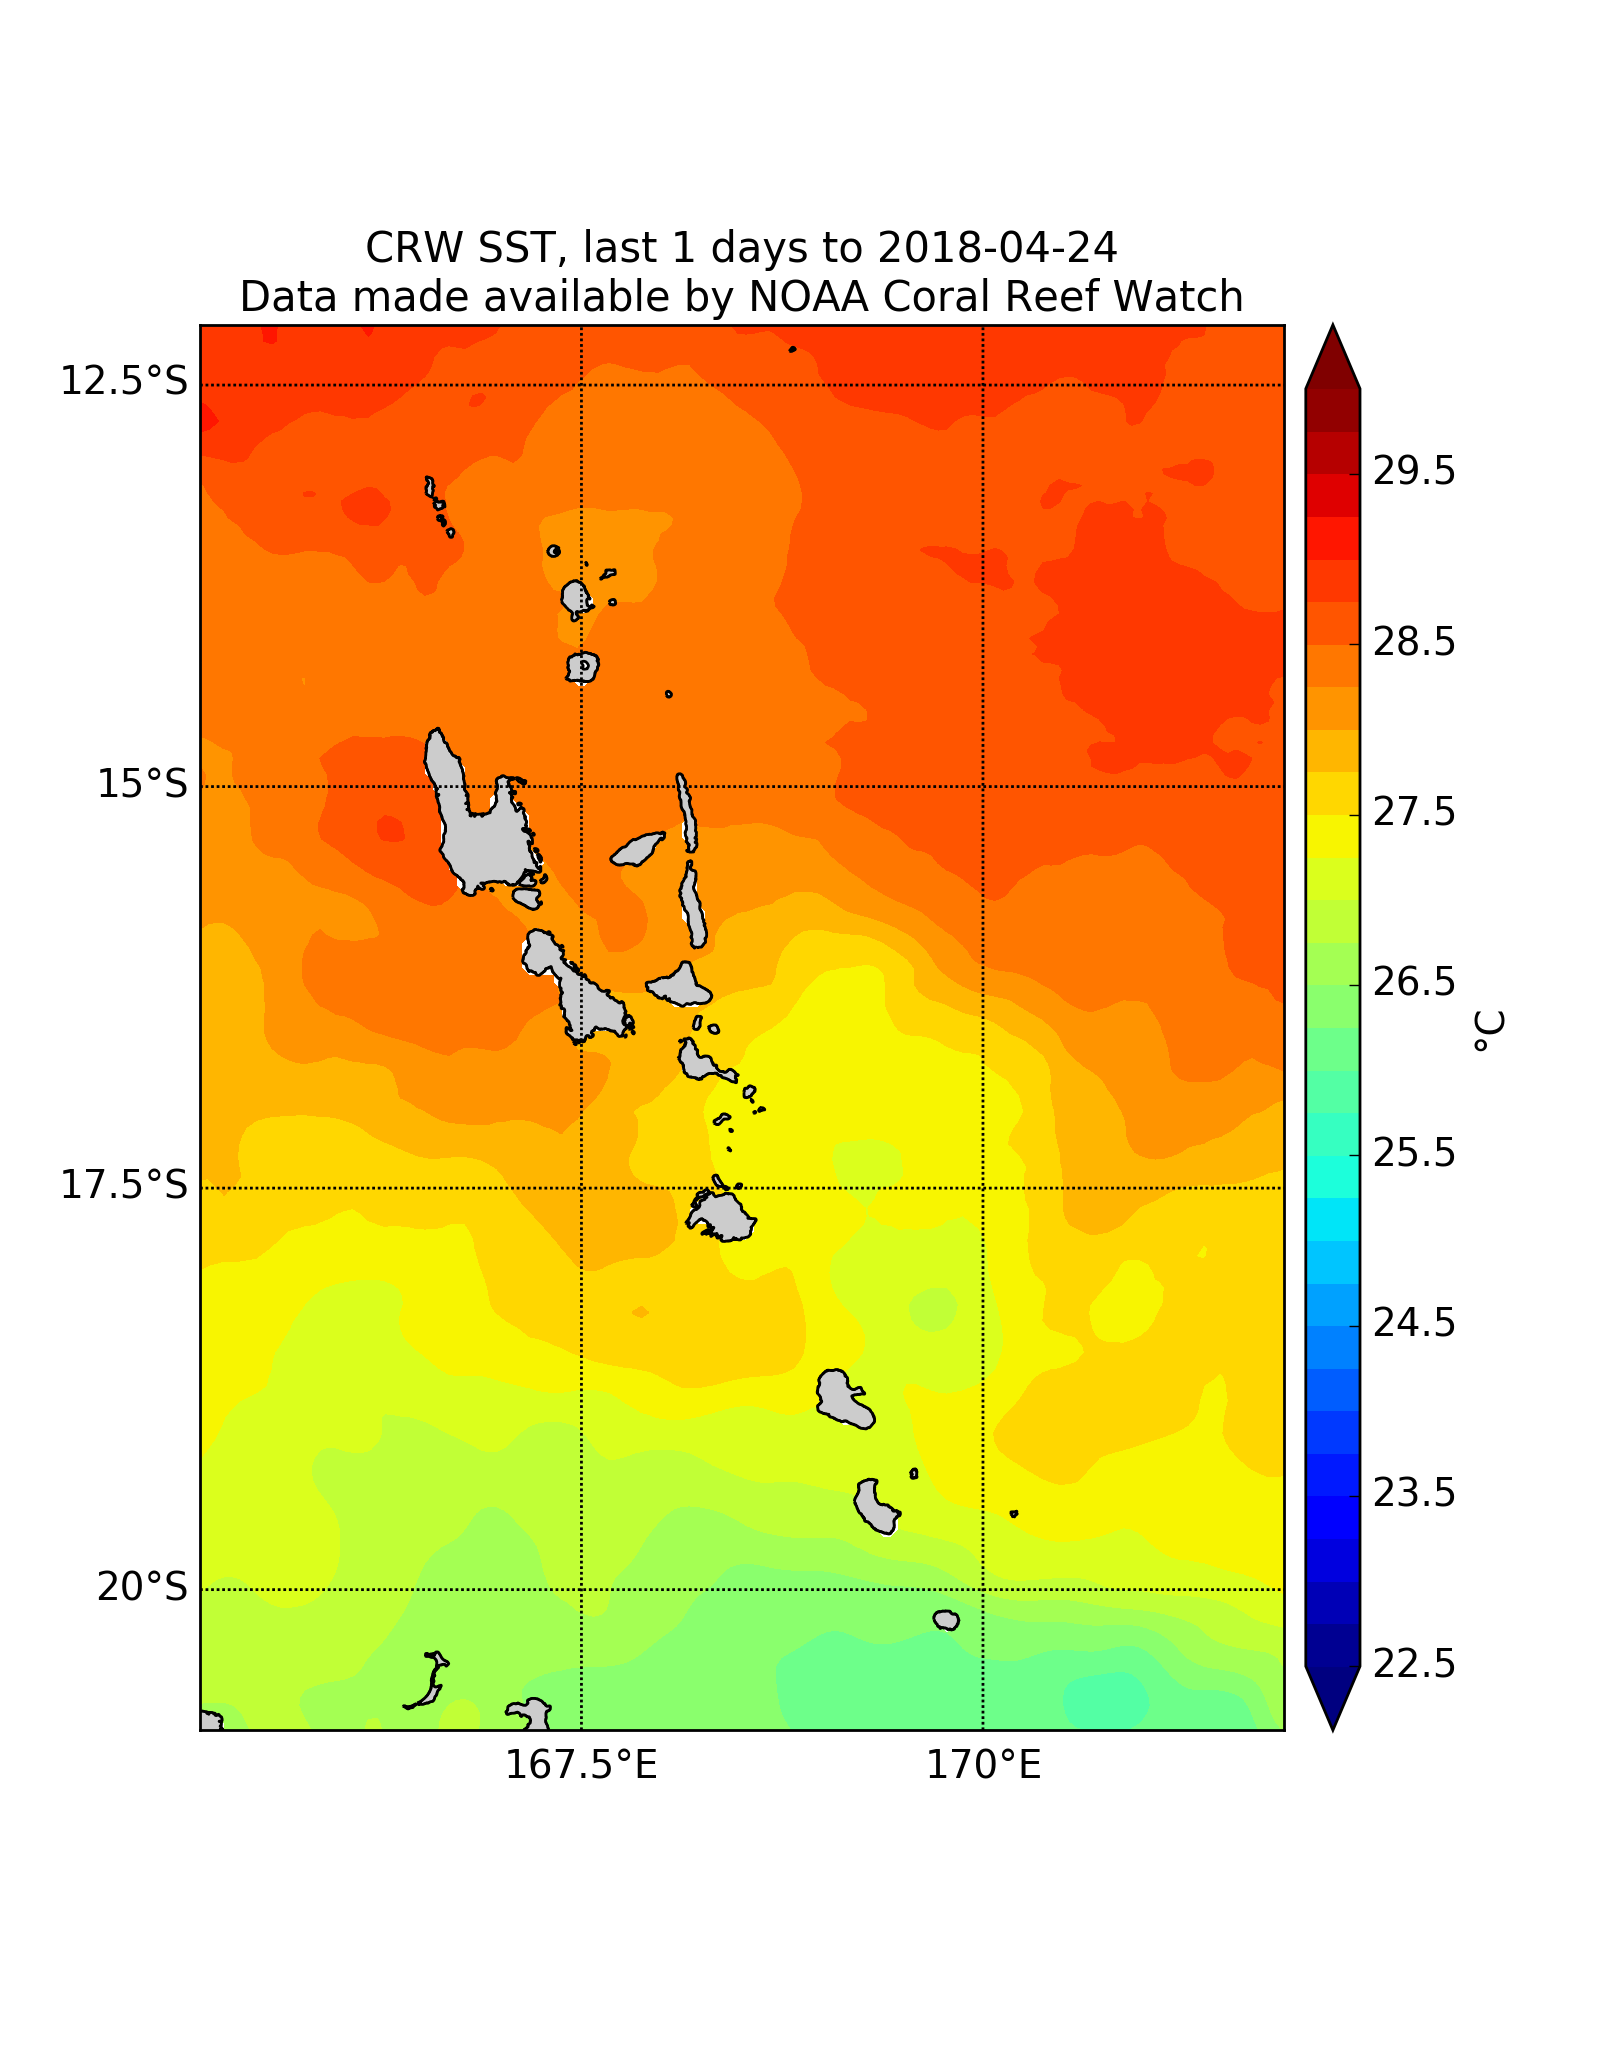 CRW SST, last 1 days to 2018-04-24
Data made available by NOAA Coral Reef Watch
12.5°S
15°S
17.5°S
20°S
167.5°E
170°E
29.5
28.5
27.5
26.5
25.5
24.5
23.5
22.5
°C